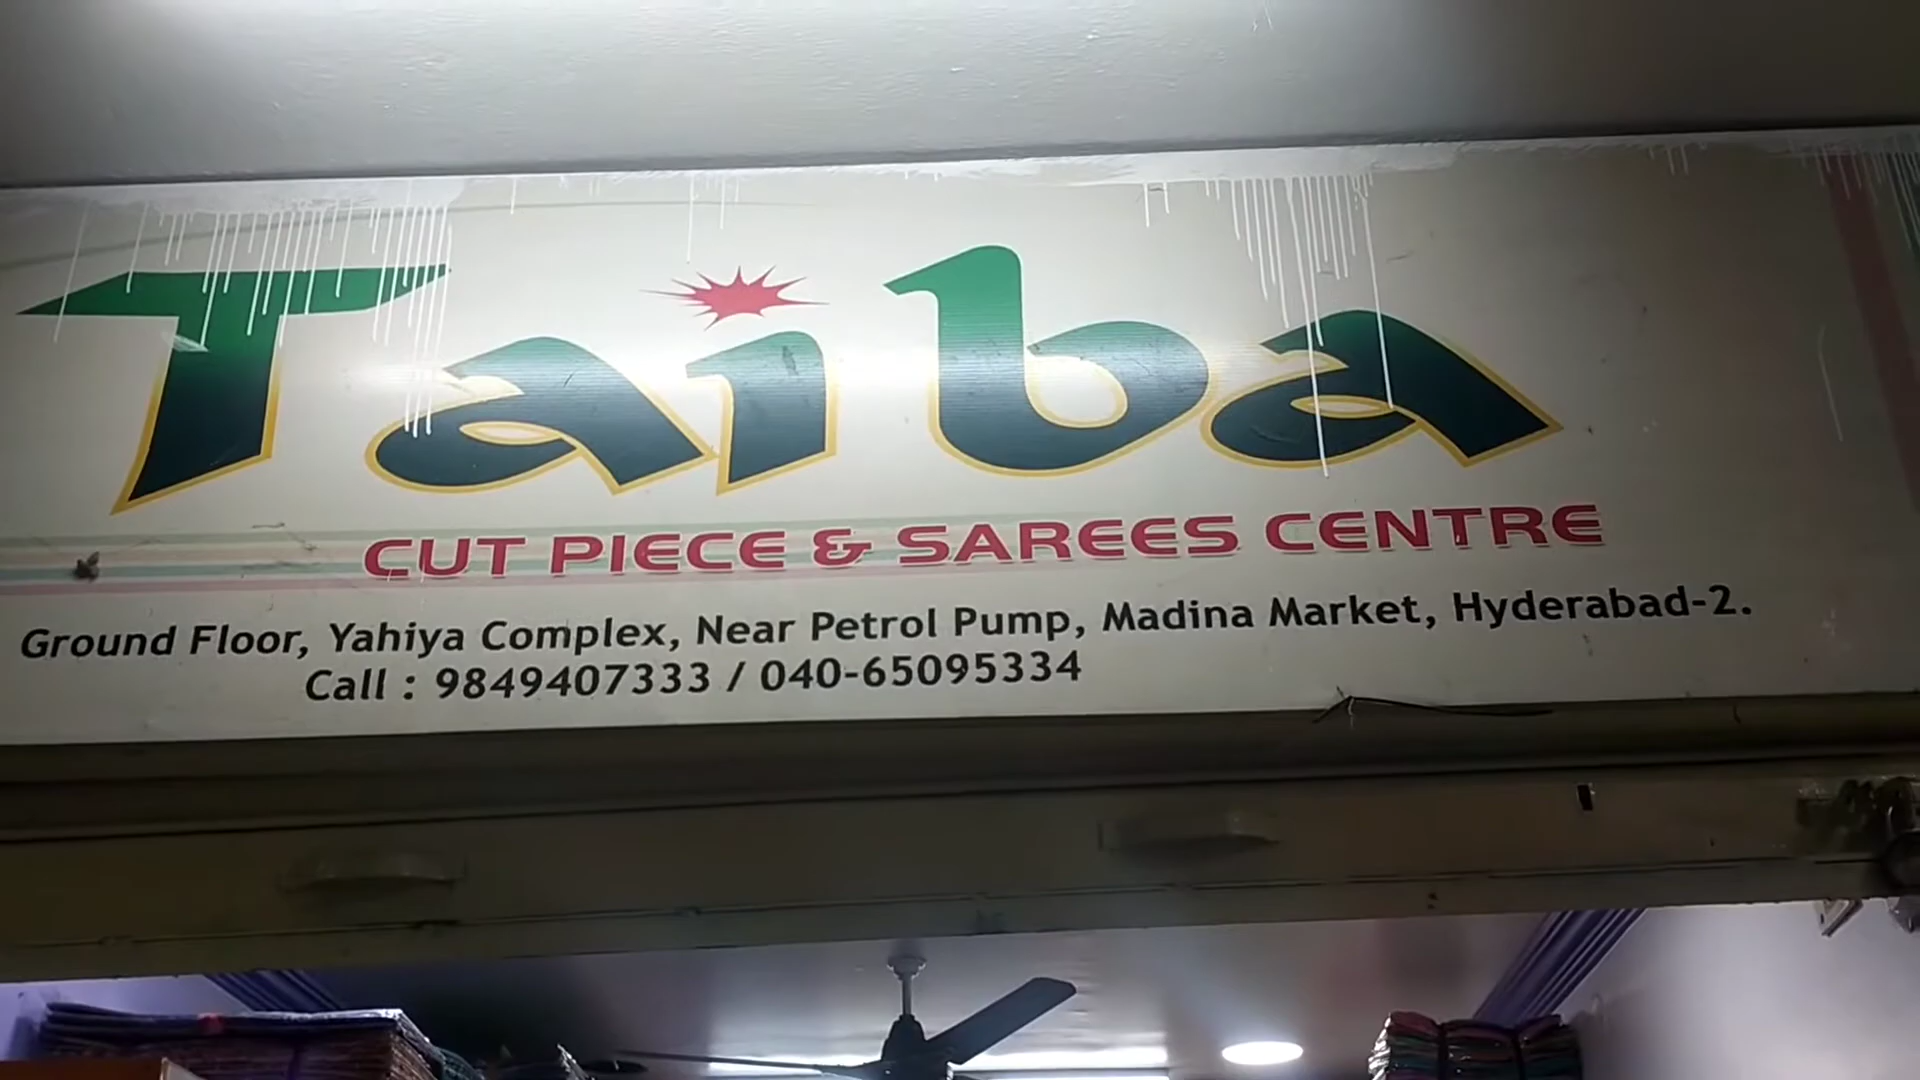 Taiba
CUT PIECE & SAREES CENTRE
Ground Floor, Yahiya Complex, Near Petrol Pump, Madina Market, Hyderabad-2.
Call : 9849407333 / 040-65095334